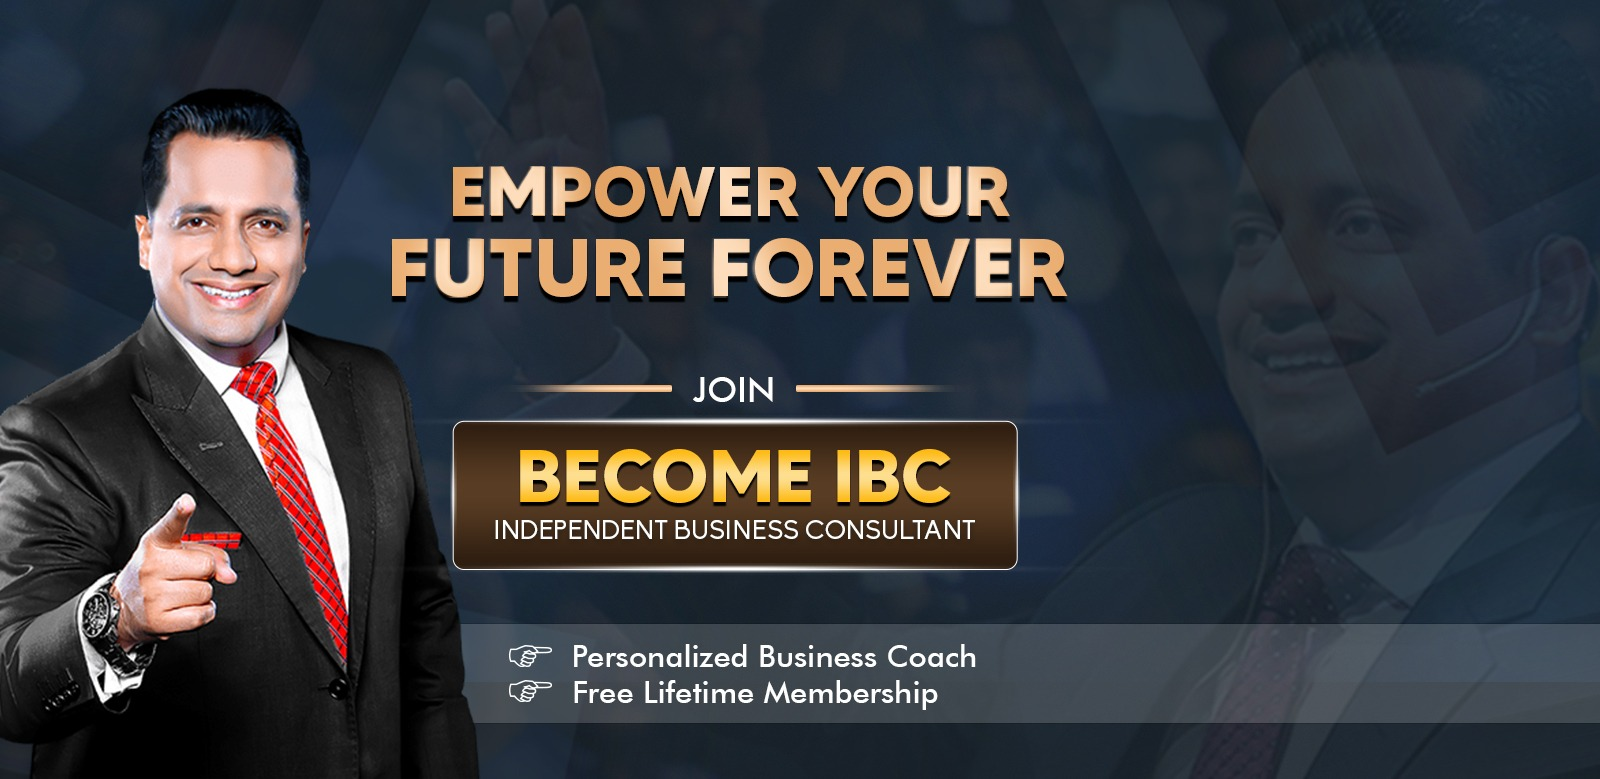 EMPOWER YOUR
FUTURE FOREVER
JOIN
BECOME IBC
INDEPENDENT BUSINESS CONSULTANT
Personalized Business Coach
Free Lifetime Membership